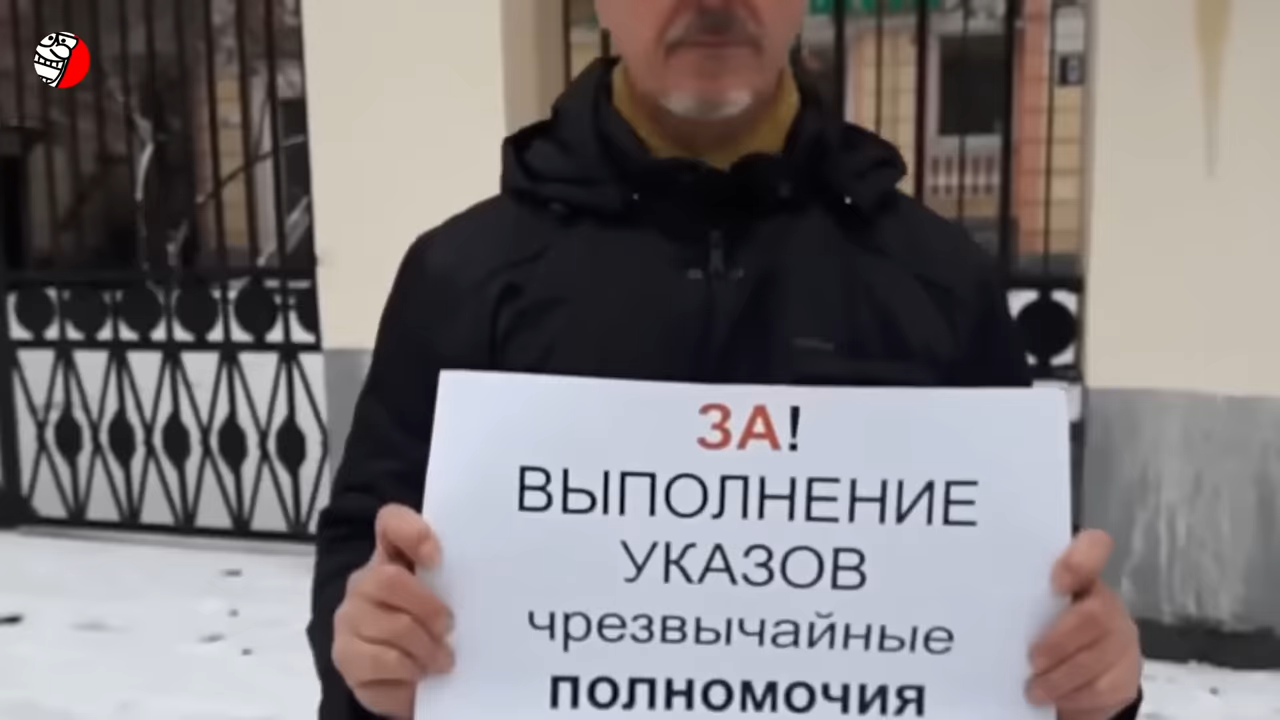 ЗА!
ВЫПОЛНЕНИЕ
УКАЗОВ
чрезвычайные
полномочия